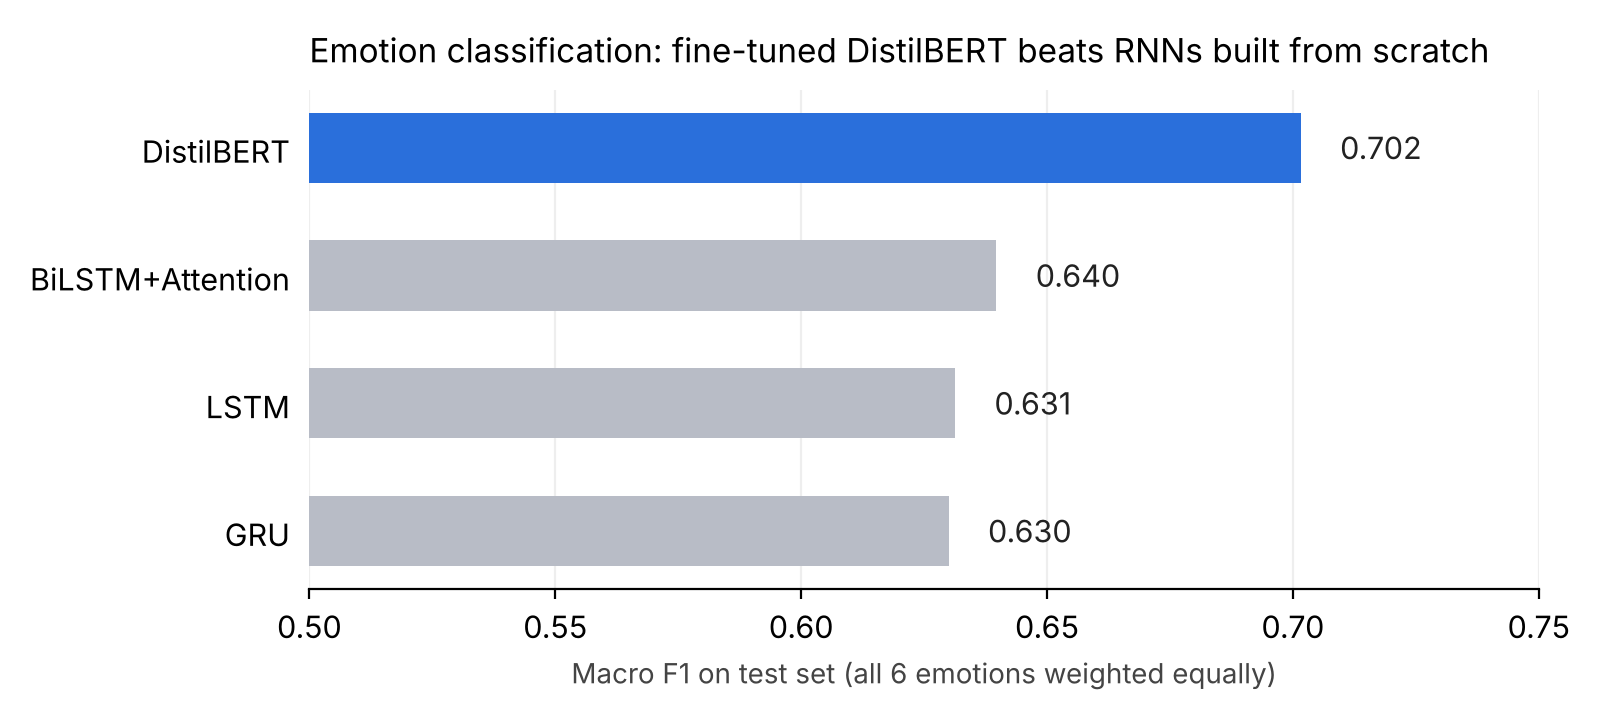 Emotion classification: fine-tuned DistilBERT beats RNNs built from scratch
DistilBERT 0.702
BiLSTM+Attention 0.640
LSTM 0.631
GRU 0.630
0.50 0.55 0.60 0.65 0.70 0.75
Macro F1 on test set (all 6 emotions weighted equally)